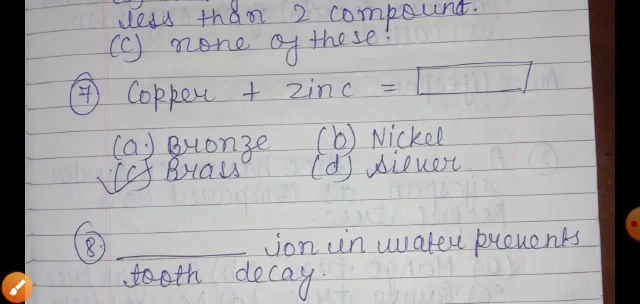 less than 2 compound.
(C) none of these.
(7) Copper + Zinc =
(a.) Bronze (b) Nickel
(C) Brass (d) Silver
(8.) ________ ion in water prevents
tooth decay.